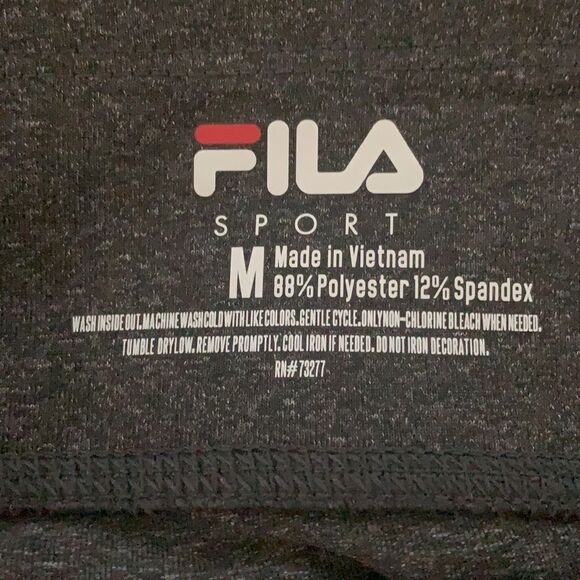 FILA
SPORT
M Made in Vietnam
88% Polyester 12% Spandex
WASH INSIDE OUT. MACHINE WASH COLD WITH LIKE COLORS. GENTLE CYCLE. ONLY NON-CHLORINE BLEACH WHEN NEEDED.
TUMBLE DRY LOW. REMOVE PROMPTLY. COOL IRON IF NEEDED. DO NOT IRON DECORATION.
RN# 73277